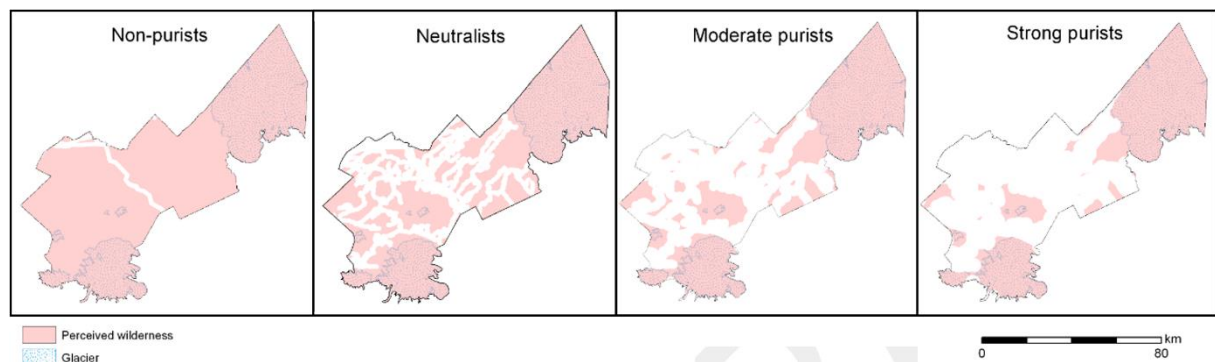 Non-purists
Neutralists
Moderate purists
Strong purists
Perceived wilderness
Glacier
km
0 80